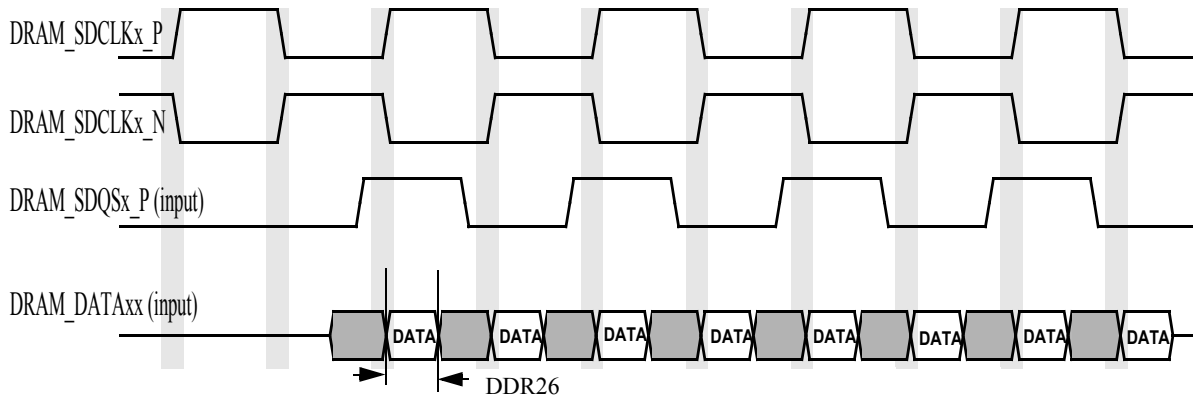 DRAM_SDCLKx_P
DRAM_SDCLKx_N
DRAM_SDQSx_P (input)
DRAM_DATAxx (input)
DATA DATA DATA DATA DATA DATA DATA DATA
DDR26